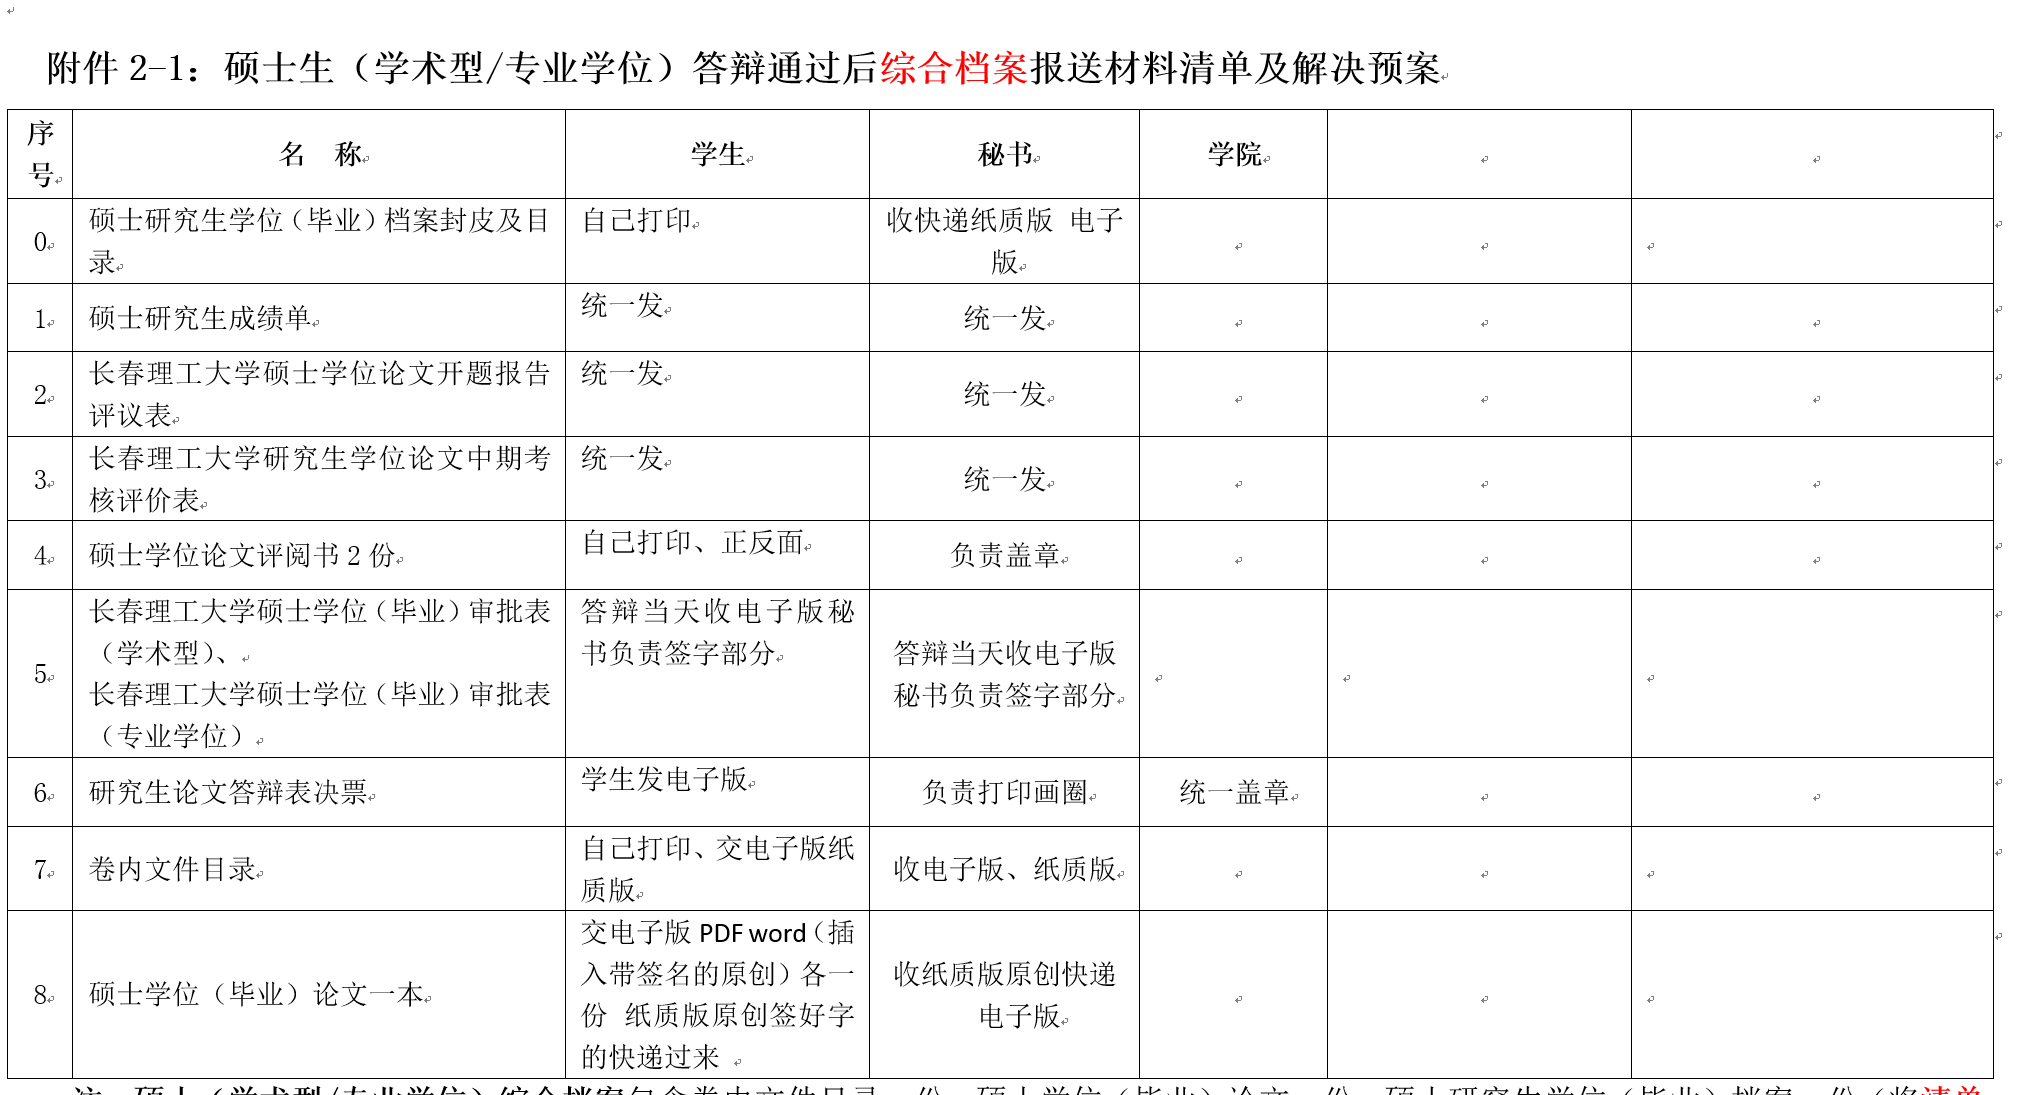 附件 2-1：硕士生（学术型/专业学位）答辩通过后综合档案报送材料清单及解决预案
序
号
名 称
学生
秘书
学院
0
硕士研究生学位（毕业）档案封皮及目
录
自己打印
收快递纸质版 电子
版
1
硕士研究生成绩单
统一发
统一发
2
长春理工大学硕士学位论文开题报告
评议表
统一发
统一发
3
长春理工大学研究生学位论文中期考
核评价表
统一发
统一发
4
硕士学位论文评阅书 2 份
自己打印、正反面
负责盖章
5
长春理工大学硕士学位（毕业）审批表
（学术型）、
长春理工大学硕士学位（毕业）审批表
（专业学位）
答辩当天收电子版秘
书负责签字部分
答辩当天收电子版
秘书负责签字部分
6
研究生论文答辩表决票
学生发电子版
负责打印画圈
统一盖章
7
卷内文件目录
自己打印、交电子版纸
质版
收电子版、纸质版
8
硕士学位（毕业）论文一本
交电子版 PDF word（插
入带签名的原创）各一
份 纸质版原创签好字
的快递过来
收纸质版原创快递
电子版